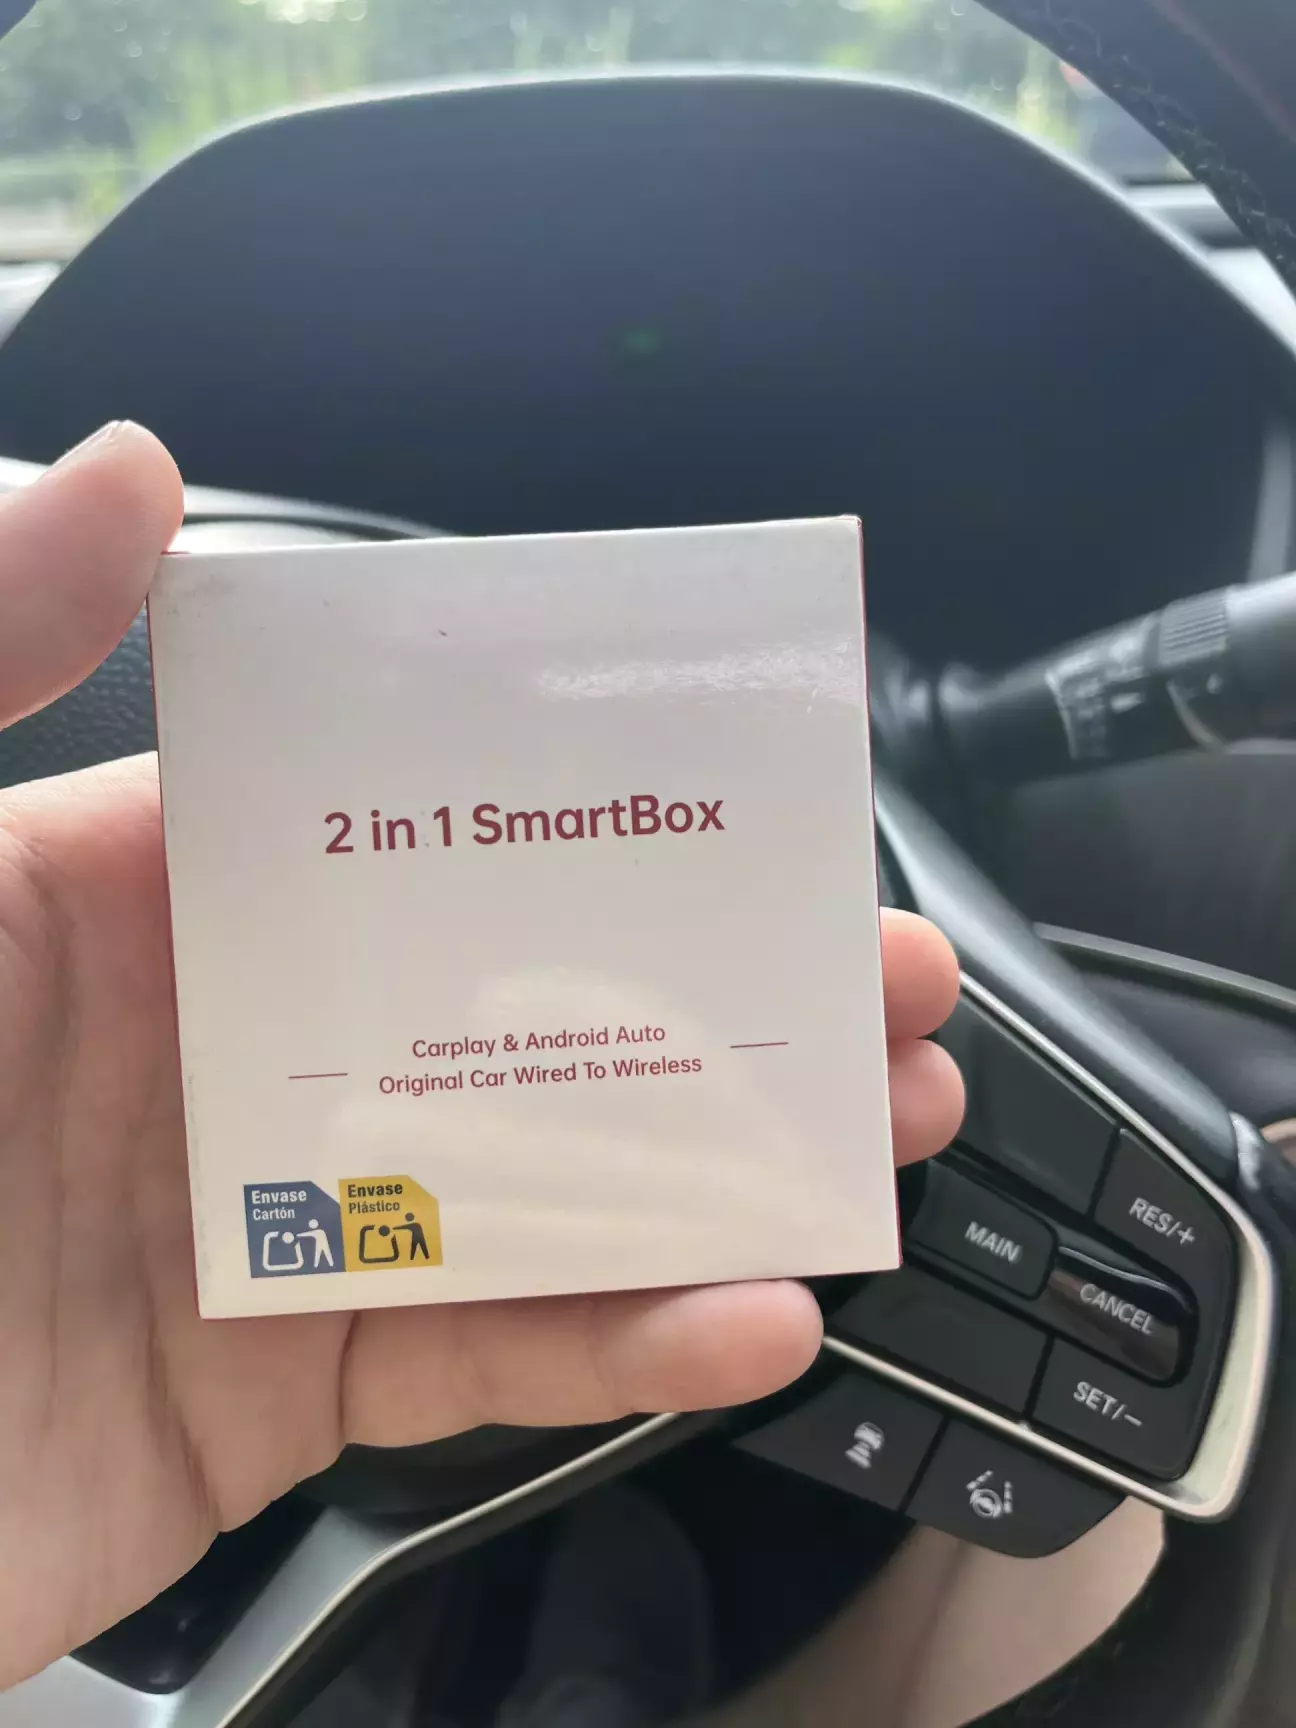 2 in 1 SmartBox
Carplay & Android Auto
Original Car Wired To Wireless
Envase
Cartón
Envase
Plástico
RES/+
MAIN
CANCEL
SET/−